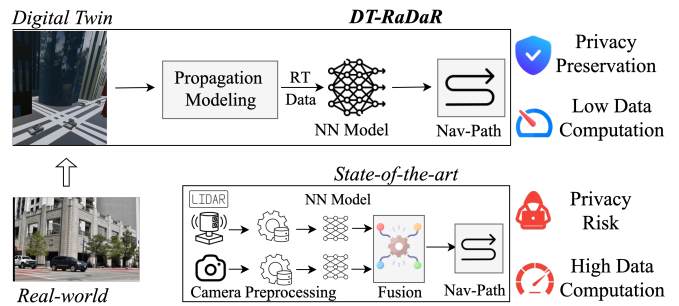 Digital Twin
DT-RaDaR
Propagation
Modeling
RT
Data
NN Model
Nav-Path
Privacy
Preservation
Low Data
Computation
State-of-the-art
LIDAR
NN Model
Camera Preprocessing
Fusion
Nav-Path
Privacy
Risk
High Data
Computation
Real-world